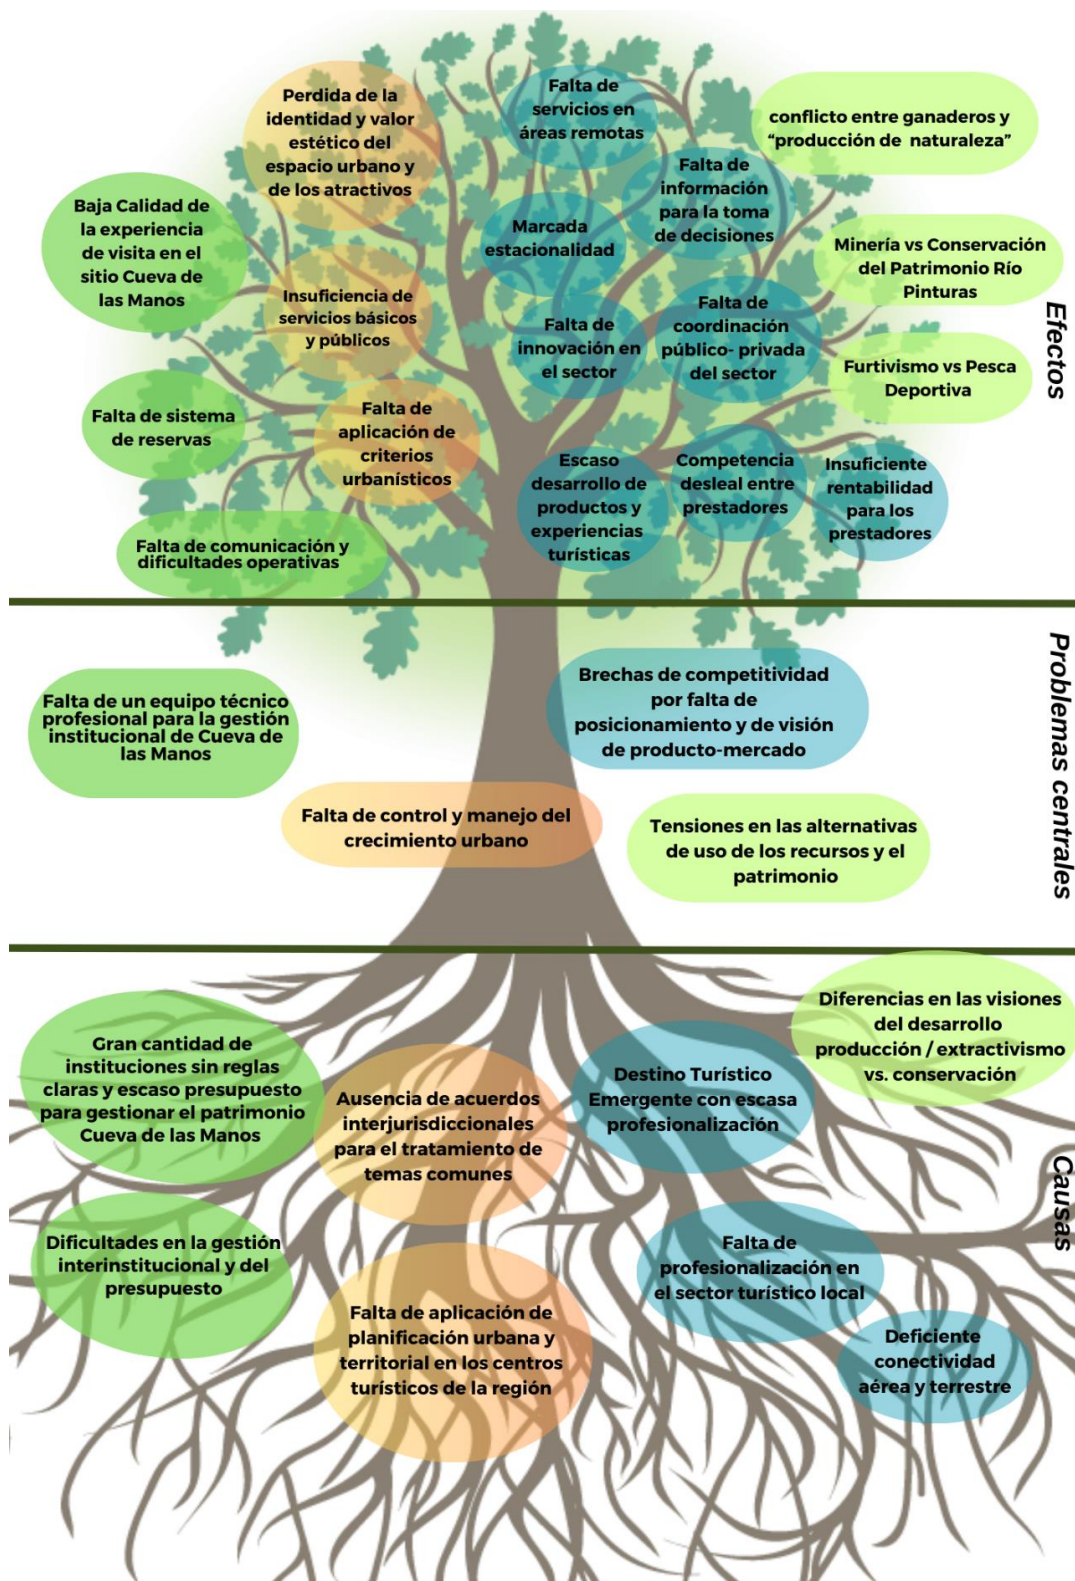 Perdida de la
identidad y valor
estético del
espacio urbano y
de los atractivos
Falta de
servicios en
áreas remotas
conflicto entre ganaderos y
“producción de naturaleza”
Falta de
información
para la toma
de decisiones
Baja Calidad de
la experiencia
de visita en el
sitio Cueva de
las Manos
Marcada
estacionalidad
Minería vs Conservación
del Patrimonio Río
Pinturas
Insuficiencia de
servicios básicos
y públicos
Falta de
innovación en
el sector
Falta de
coordinación
público- privada
del sector
Furtivismo vs Pesca
Deportiva
Efectos
Falta de sistema
de reservas
Falta de
aplicación de
criterios
urbanísticos
Escaso
desarrollo de
productos y
experiencias
turísticas
Competencia
desleal entre
prestadores
Insuficiente
rentabilidad
para los
prestadores
Falta de comunicación y
dificultades operativas
Falta de un equipo técnico
profesional para la gestión
institucional de Cueva de
las Manos
Brechas de competitividad
por falta de
posicionamiento y de visión
de producto-mercado
Falta de control y manejo del
crecimiento urbano
Tensiones en las alternativas
de uso de los recursos y el
patrimonio
Problemas centrales
Gran cantidad de
instituciones sin reglas
claras y escaso presupuesto
para gestionar el patrimonio
Cueva de las Manos
Ausencia de acuerdos
interjurisdiccionales
para el tratamiento de
temas comunes
Destino Turístico
Emergente con escasa
profesionalización
Diferencias en las visiones
del desarrollo
producción / extractivismo
vs. conservación
Causas
Dificultades en la gestión
interinstitucional y del
presupuesto
Falta de aplicación de
planificación urbana y
territorial en los centros
turísticos de la región
Falta de
profesionalización en
el sector turístico local
Deficiente
conectividad
aérea y terrestre